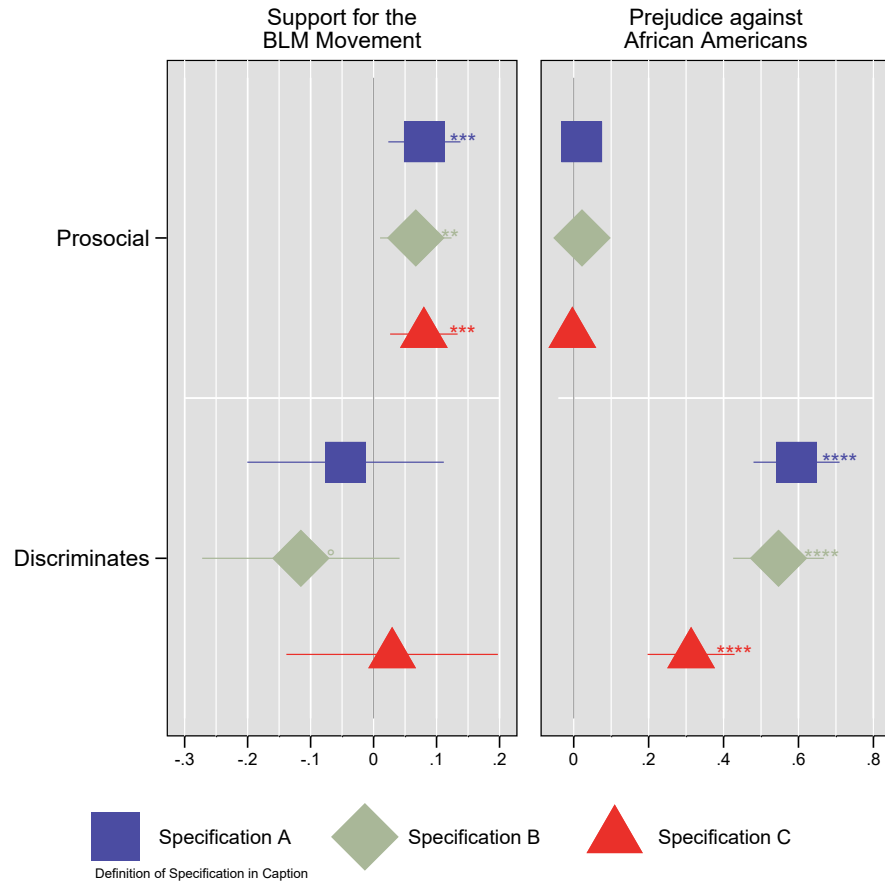 Support for the
BLM Movement
Prejudice against
African Americans
***
Prosocial
**
***
****
Discriminates
°
****
****
-.3 -.2 -.1 0 .1 .2
0 .2 .4 .6 .8
Specification A
Specification B
Specification C
Definition of Specification in Caption